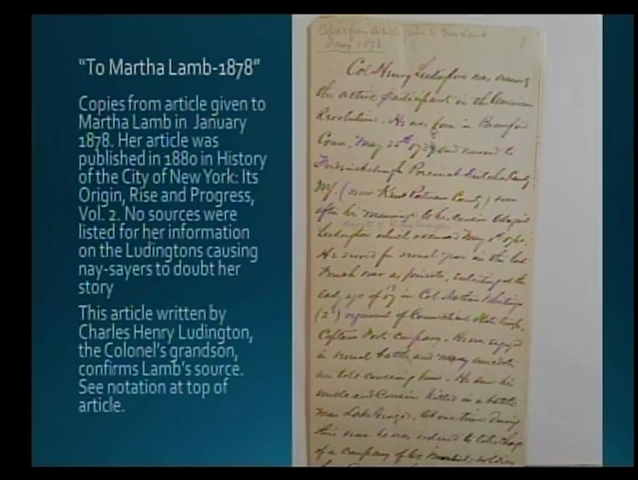 "To Martha Lamb-1878"
Copies from article given to
Martha Lamb in January
1878. Her article was
published in 1880 in History
of the City of New York: Its
Origin, Rise and Progress,
Vol. 2. No sources were
listed for her information
on the Ludingtons causing
nay-sayers to doubt her
story
This article written by
Charles Henry Ludington,
the Colonel's grandson,
confirms Lamb's source.
See notation at top of
article.
Col Henry Ludington was among
the active participant in the American
Revolution. He was born in Branford
Conn. May 25th and moved to
Fredericksburgh Precinct Dutchess County
NY. (now Kent Putnam County) soon
after his marriage to his cousin Abigail
Ludington which occurred May 1st 1760.
He served for several years in the last
French war as private, enlisting at the
early age of 17 in Col Nathan Whitings
(2d) regiment of Connecticut State troops,
company. He was engaged
in several battles and many
are told concerning him. He saw his
uncle and Cousin killed in a battle
near Lake George. At one time during
this war he was ordered to take charge
of a company of soldiers